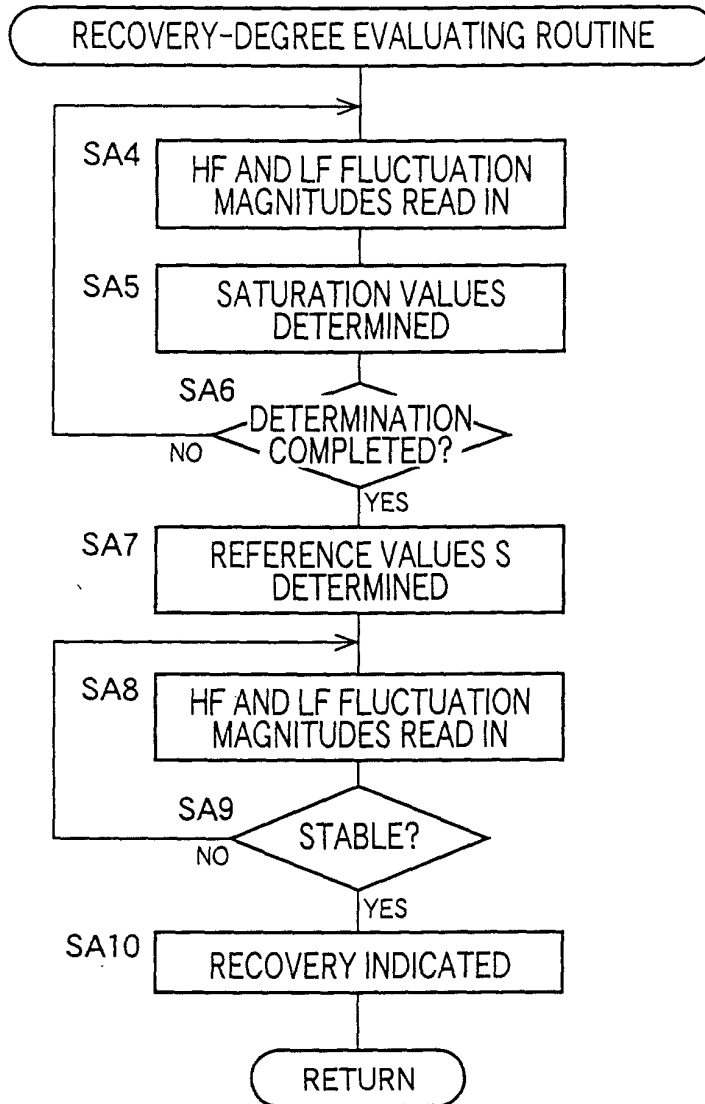 RECOVERY-DEGREE EVALUATING ROUTINE
SA4
HF AND LF FLUCTUATION
MAGNITUDES READ IN
SA5
SATURATION VALUES
DETERMINED
SA6
DETERMINATION
COMPLETED?
NO
YES
SA7
REFERENCE VALUES S
DETERMINED
SA8
HF AND LF FLUCTUATION
MAGNITUDES READ IN
SA9
STABLE?
NO
YES
SA10
RECOVERY INDICATED
RETURN